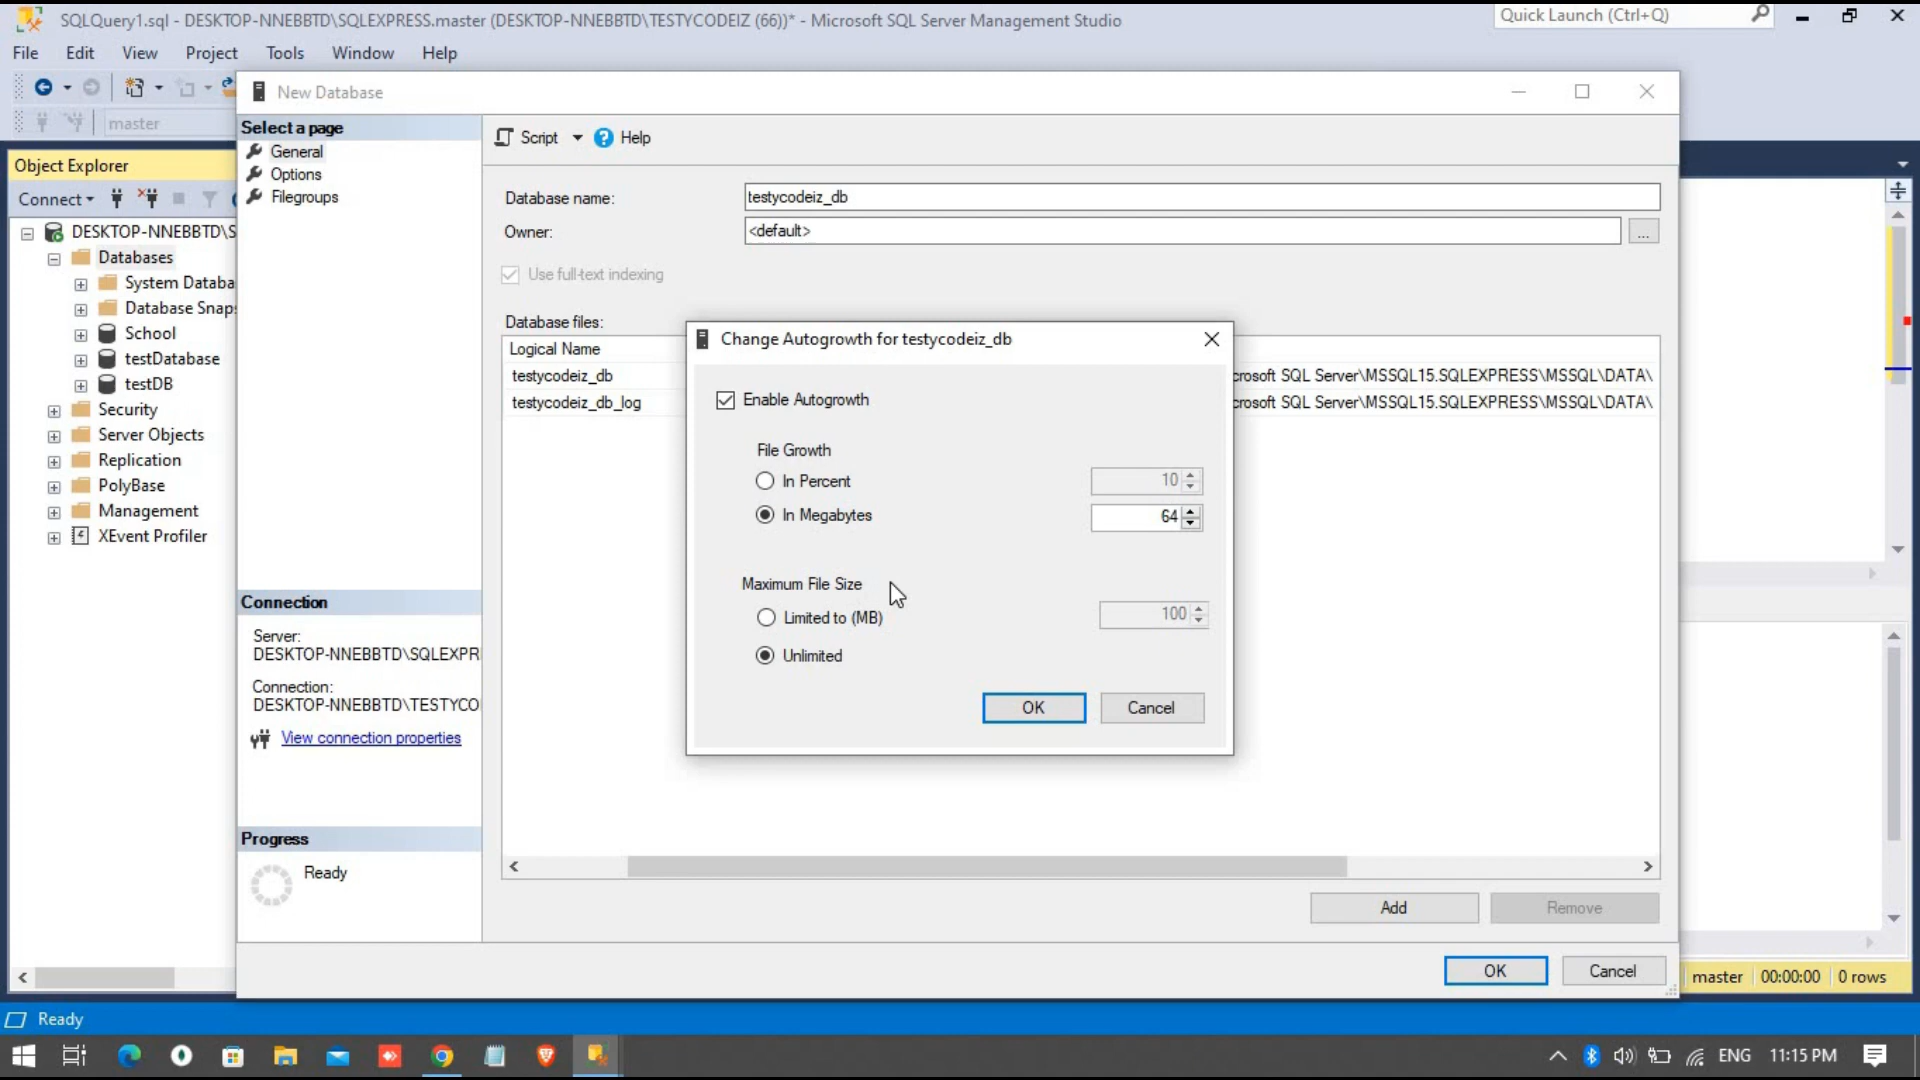 SQLQuery1.sql - DESKTOP-NNEBBTD\SQLEXPRESS.master (DESKTOP-NNEBBTD\TESTYCODEIZ (66))* - Microsoft SQL Server Management Studio
Quick Launch (Ctrl+Q)
File Edit View Project Tools Window Help
master
New Database
Select a page
General
Options
Filegroups
Script Help
Object Explorer
Connect
DESKTOP-NNEBBTD\S
Databases
System Databa
Database Snap
School
testDatabase
testDB
Security
Server Objects
Replication
PolyBase
Management
XEvent Profiler
Database name: testycodeiz_db
Owner: <default> ...
Use full-text indexing
Database files:
Logical Name
testycodeiz_db crosoft SQL Server\MSSQL15.SQLEXPRESS\MSSQL\DATA\
testycodeiz_db_log crosoft SQL Server\MSSQL15.SQLEXPRESS\MSSQL\DATA\
Change Autogrowth for testycodeiz_db
Enable Autogrowth
File Growth
In Percent 10
In Megabytes 64
Maximum File Size
Limited to (MB) 100
Unlimited
OK Cancel
Connection
Server:
DESKTOP-NNEBBTD\SQLEXPR
Connection:
DESKTOP-NNEBBTD\TESTYCO
View connection properties
Progress
Ready
Add Remove
OK Cancel
master 00:00:00 0 rows
Ready
ENG 11:15 PM